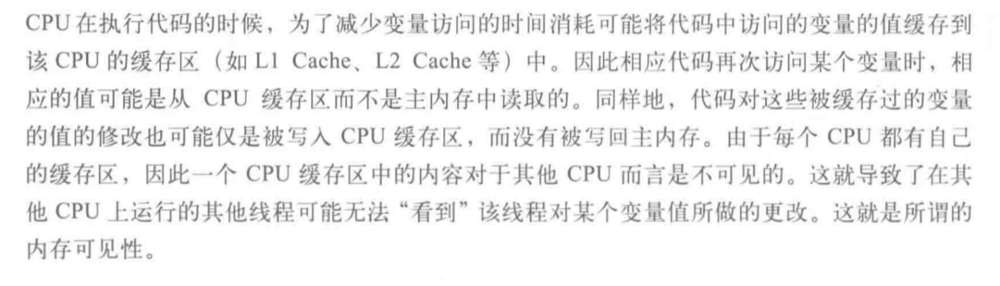 CPU 在执行代码的时候，为了减少变量访问的时间消耗可能将代码中访问的变量的值缓存到
该 CPU 的缓存区（如 L1 Cache、L2 Cache 等）中。因此相应代码再次访问某个变量时，相
应的值可能是从 CPU 缓存区而不是主内存中读取的。同样地，代码对这些被缓存过的变量
的值的修改也可能仅是被写入 CPU 缓存区，而没有被写回主内存。由于每个 CPU 都有自己
的缓存区，因此一个 CPU 缓存区中的内容对于其他 CPU 而言是不可见的。这就导致了在其
他 CPU 上运行的其他线程可能无法“看到”该线程对某个变量值所做的更改。这就是所谓的
内存可见性。